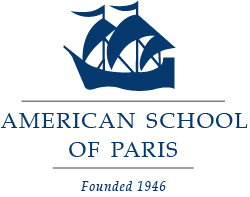 AMERICAN SCHOOL
OF PARIS
Founded 1946